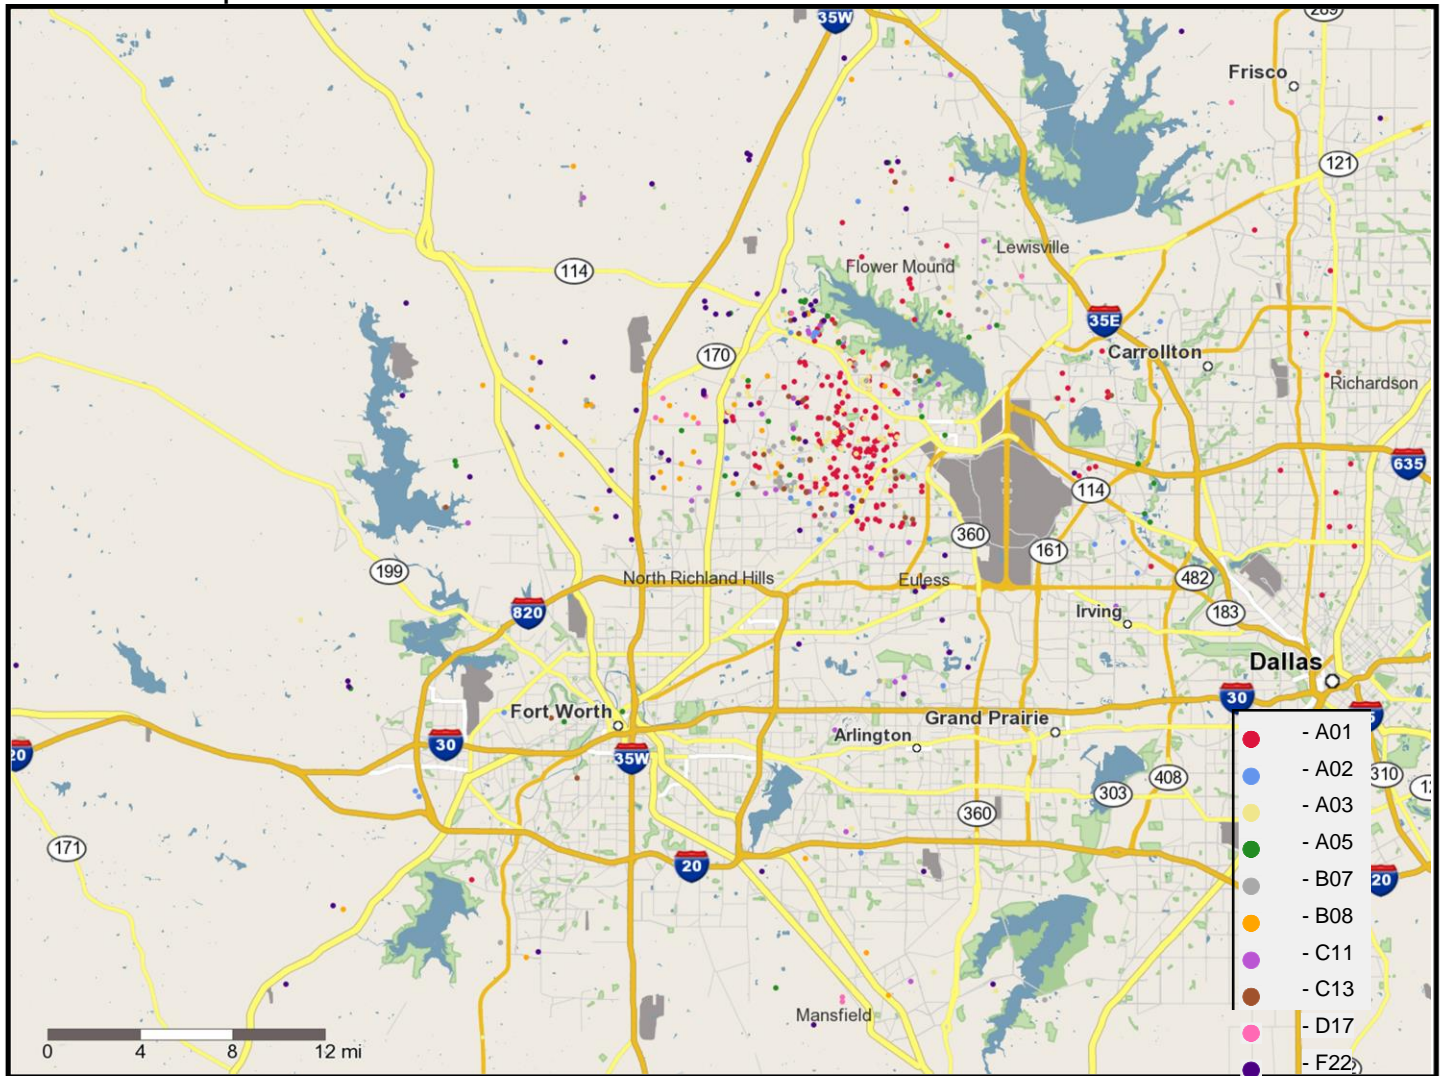 35W
289
Frisco
121
Lewisville
Flower Mound
114
35E
170
Carrollton
Richardson
635
114
360
161
199
North Richland Hills
Euless
482
820
Irving
183
Dallas
30
Fort Worth
Grand Prairie
Arlington
30
35W
20
- A01
- A02
310
408
303
- A03
360
171
- A05
20
- B07
20
- B08
- C11
- C13
Mansfield
- D17
0 4 8 12 mi
- F22